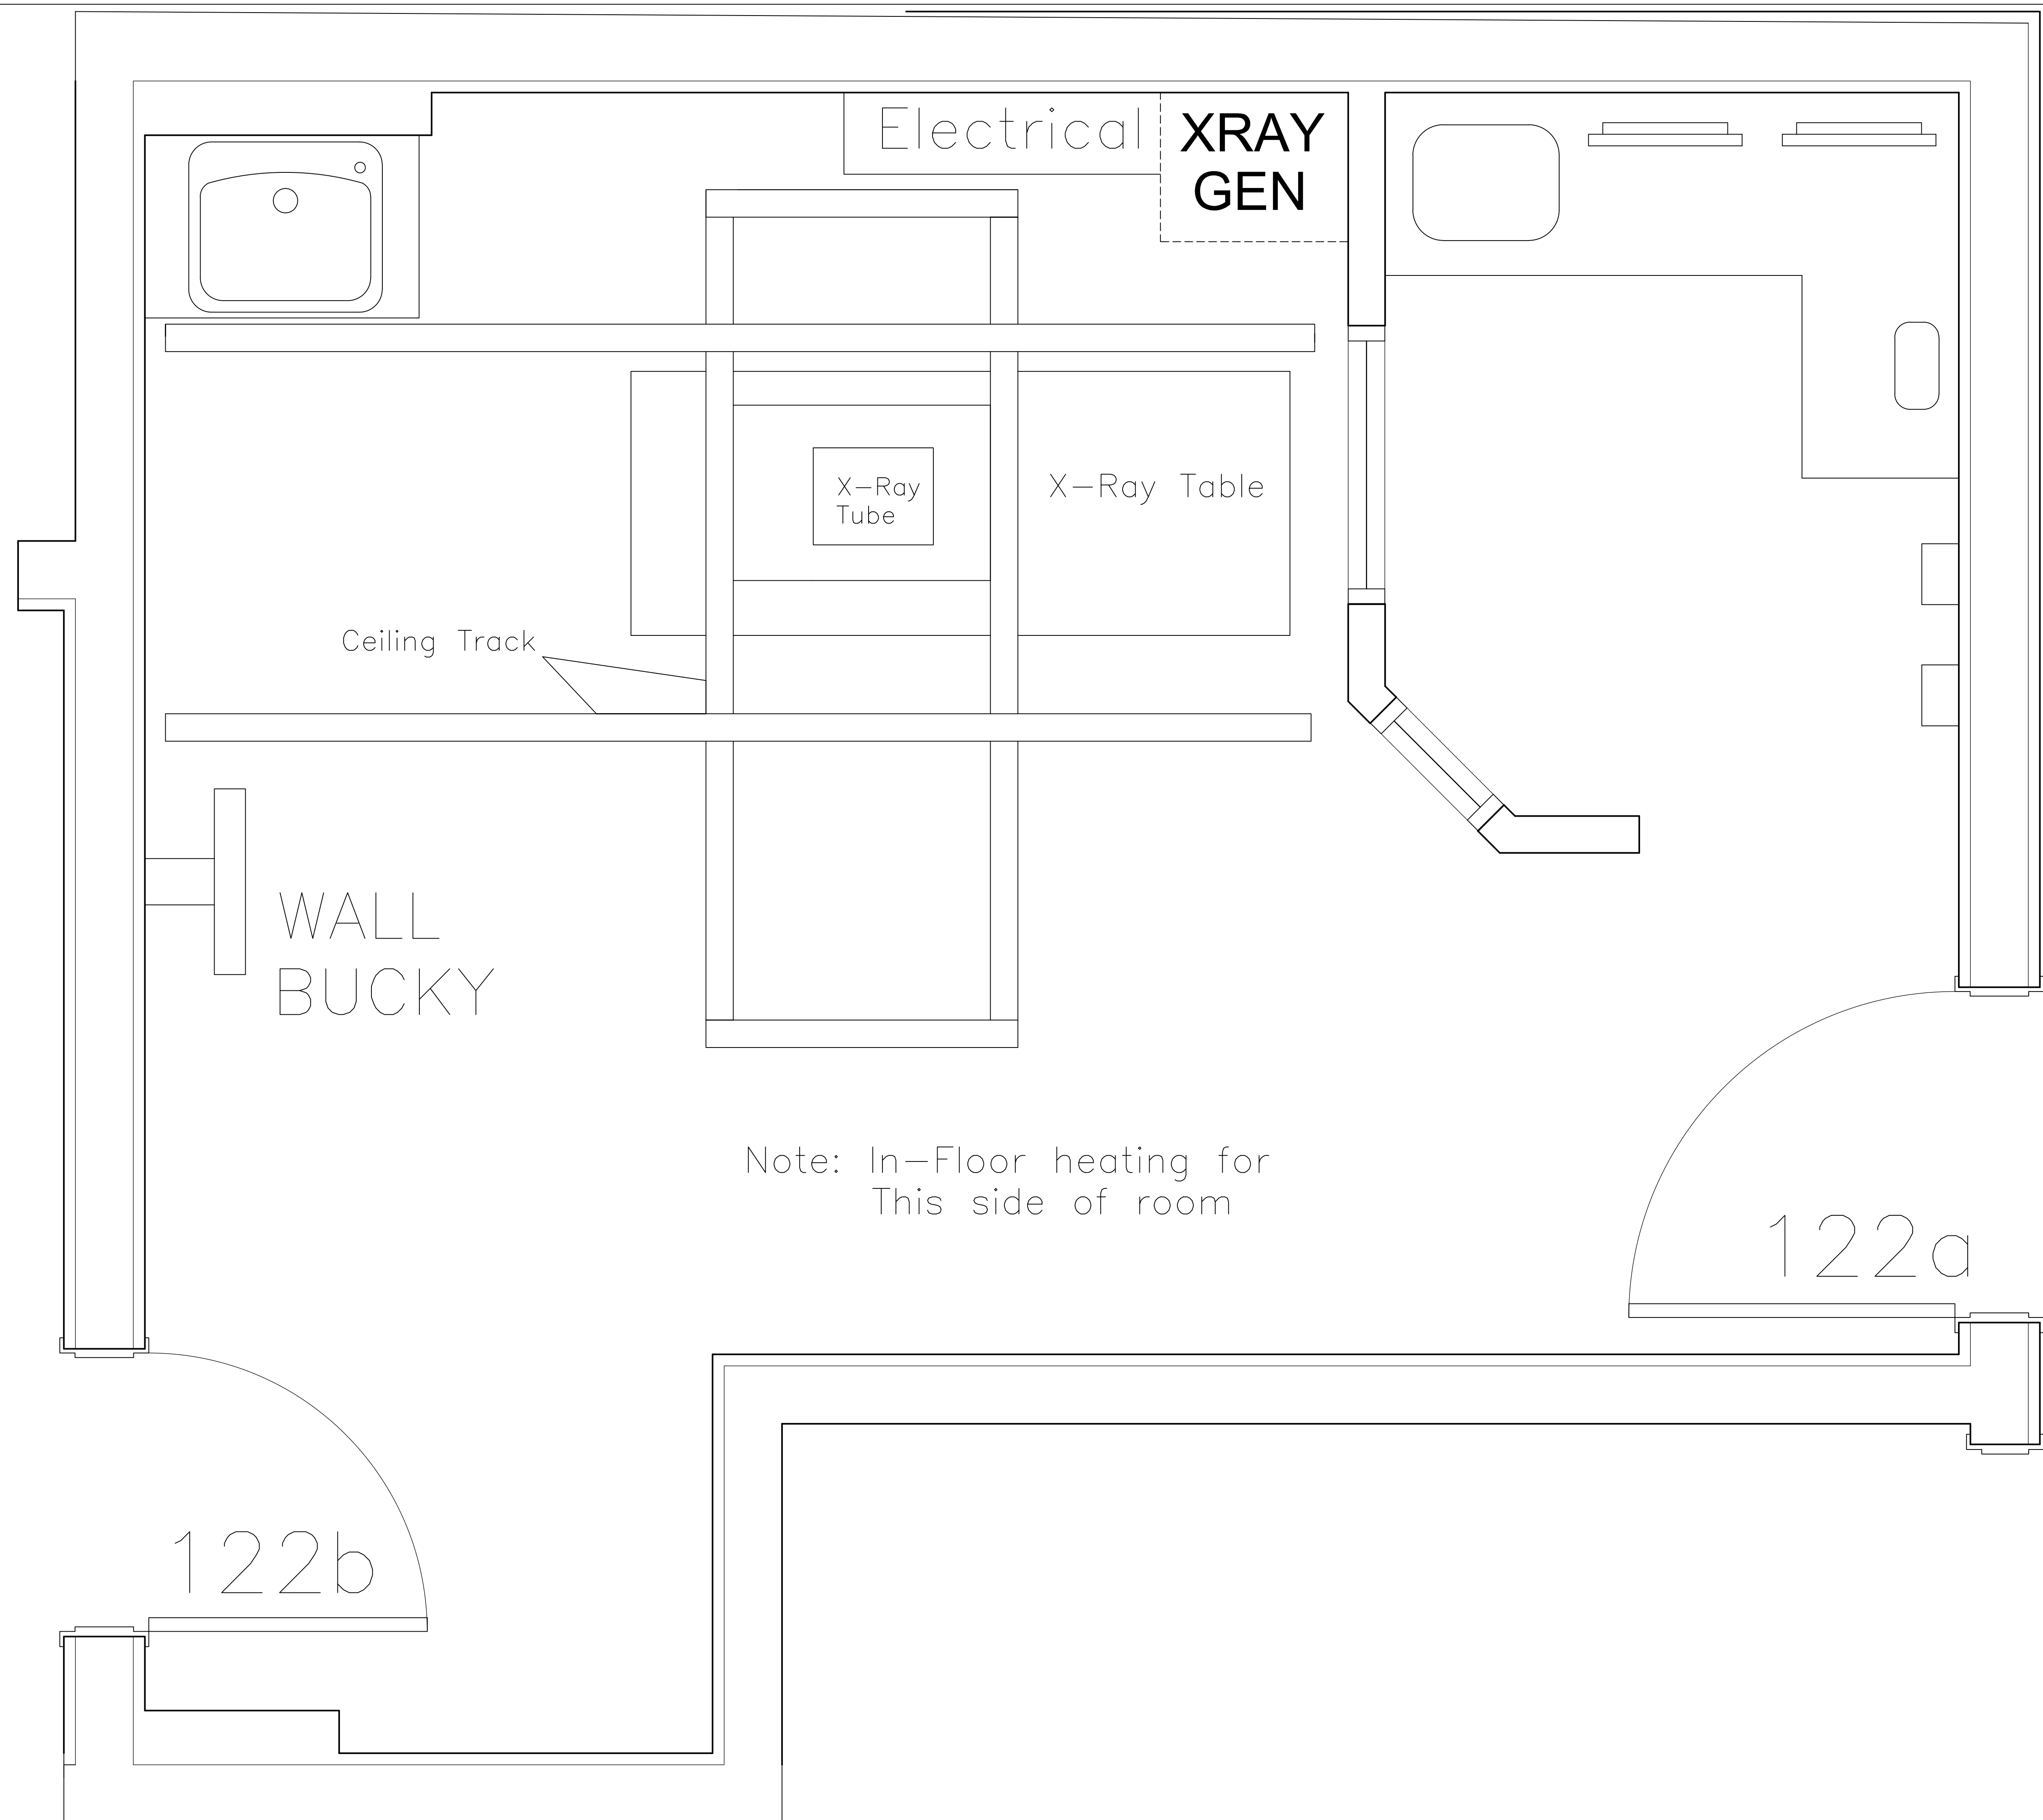 Electrical
XRAY
GEN
X-Ray
Tube
X-Ray Table
Ceiling Track
WALL
BUCKY
Note: In-Floor heating for
This side of room
122a
122b